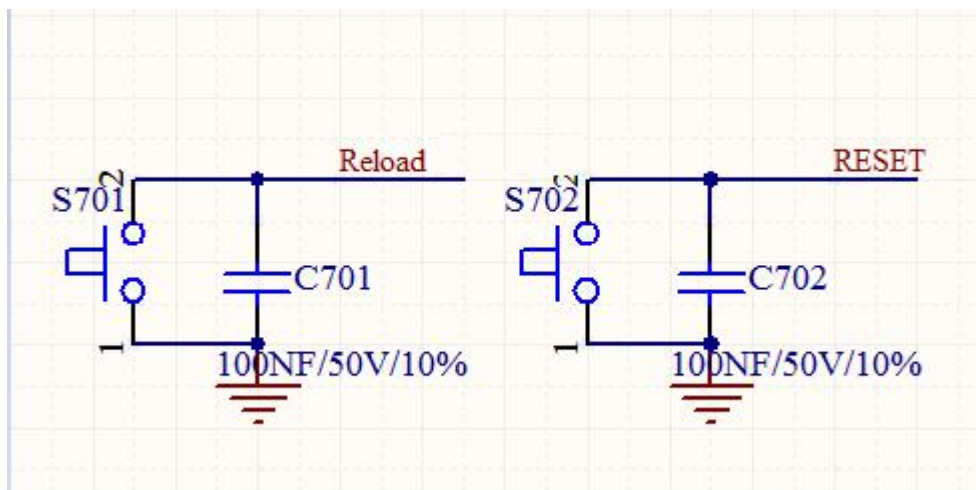 Reload
RESET
2
S701
2
S702
C701
C702
1
100NF/50V/10%
1
100NF/50V/10%